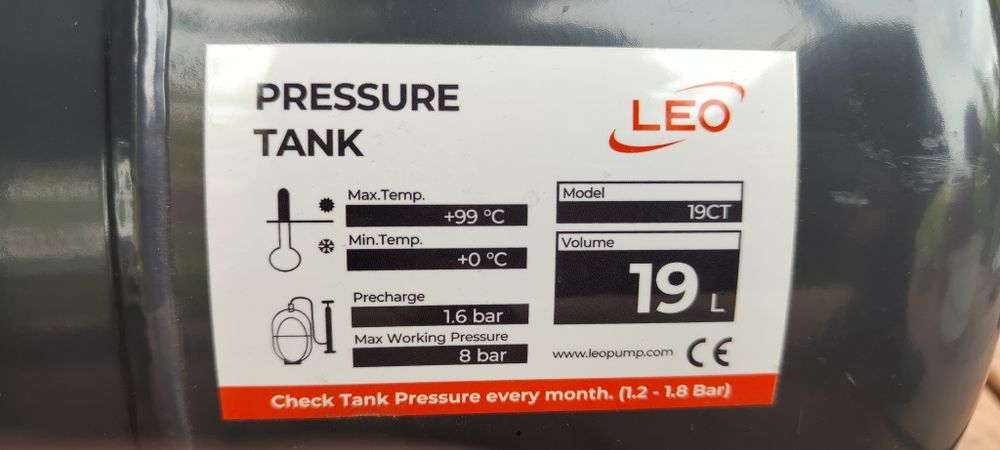 PRESSURE
TANK
LEO
Max.Temp.
+99 °C
Min.Temp.
+0 °C
Precharge
1.6 bar
Max Working Pressure
8 bar
Model
19CT
Volume
19 L
www.leopump.com
CE
Check Tank Pressure every month. (1.2 - 1.8 Bar)